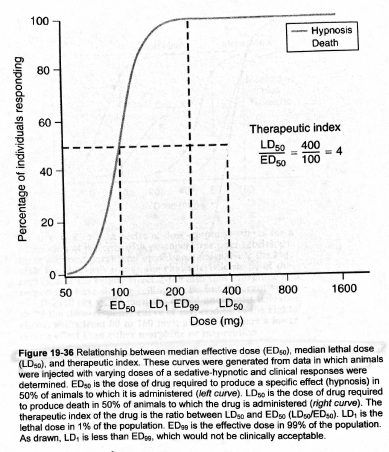 100
80
60
40
20
0
Percentage of individuals responding
Hypnosis
Death
Therapeutic index
LD50/ED50 = 400/100 = 4
50 100 200 400 800 1600
ED50 LD1 ED99 LD50
Dose (mg)
Figure 19-36 Relationship between median effective dose (ED50), median lethal dose
(LD50), and therapeutic index. These curves were generated from data in which animals
were injected with varying doses of a sedative-hypnotic and clinical responses were
determined. ED50 is the dose of drug required to produce a specific effect (hypnosis) in
50% of animals to which it is administered (left curve). LD50 is the dose of drug required
to produce death in 50% of animals to which the drug is administered (right curve). The
therapeutic index of the drug is the ratio between LD50 and ED50 (LD50/ED50). LD1 is the
lethal dose in 1% of the population. ED99 is the effective dose in 99% of the population.
As drawn, LD1 is less than ED99, which would not be clinically acceptable.